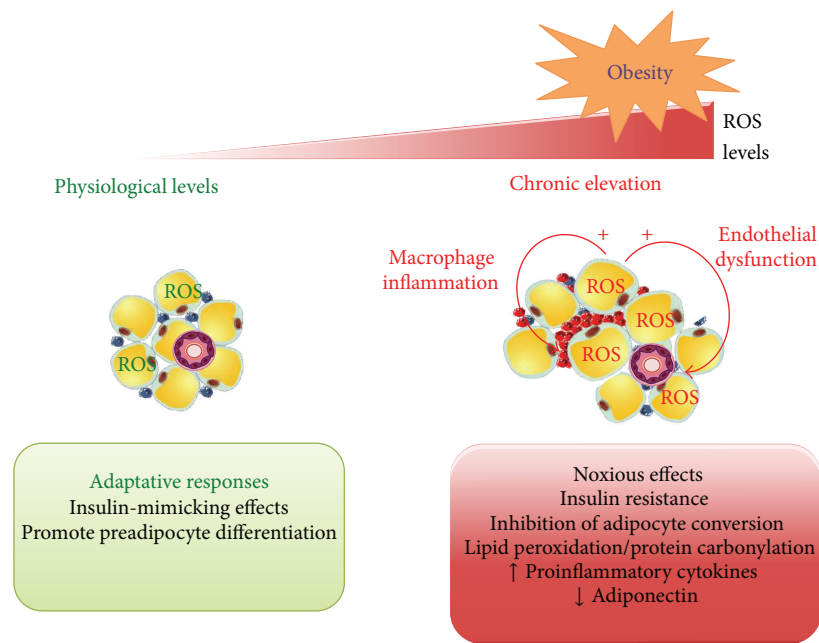 Obesity
ROS
levels
Physiological levels
Chronic elevation
Macrophage
inflammation
+ +
Endothelial
dysfunction
ROS
ROS
ROS
ROS
ROS
ROS
Adaptative responses
Insulin-mimicking effects
Promote preadipocyte differentiation
Noxious effects
Insulin resistance
Inhibition of adipocyte conversion
Lipid peroxidation/protein carbonylation
↑ Proinflammatory cytokines
↓ Adiponectin